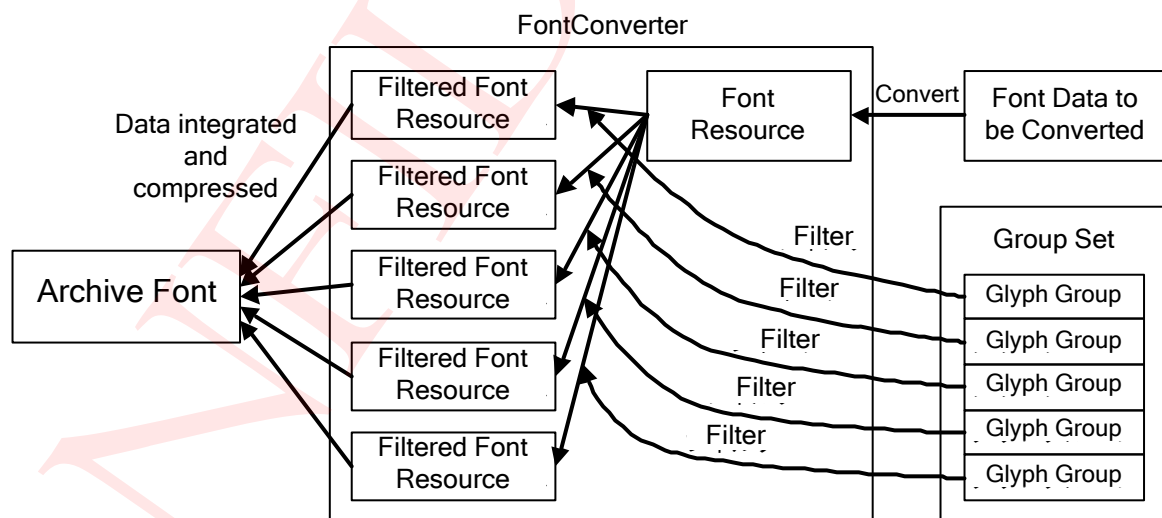 FontConverter
Filtered Font
Resource
Font
Resource
Convert
Font Data to
be Converted
Data integrated
and
compressed
Filtered Font
Resource
Filter
Group Set
Archive Font
Filtered Font
Resource
Filter
Glyph Group
Filter
Glyph Group
Filtered Font
Resource
Filter
Glyph Group
Filter
Glyph Group
Filtered Font
Resource
Glyph Group